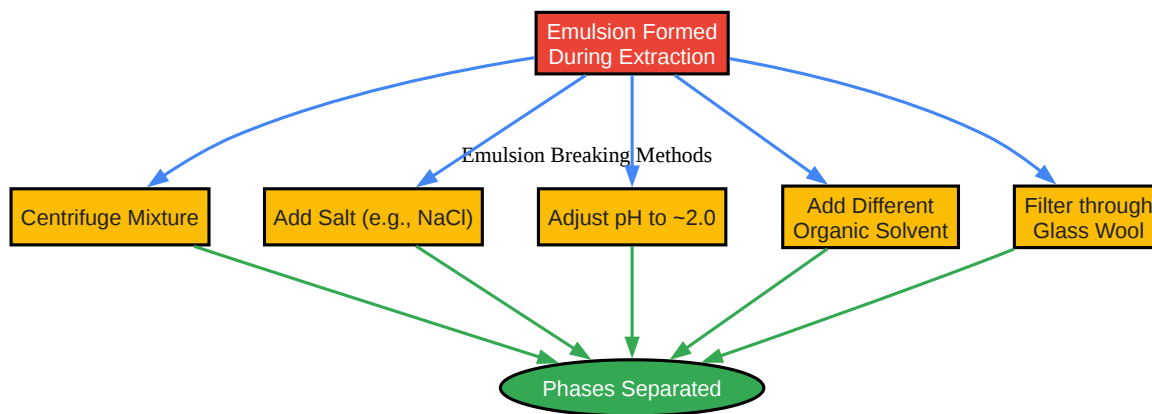 Emulsion Formed
During Extraction
Emulsion Breaking Methods
Centrifuge Mixture
Add Salt (e.g., NaCl)
Adjust pH to ~2.0
Add Different
Organic Solvent
Filter through
Glass Wool
Phases Separated